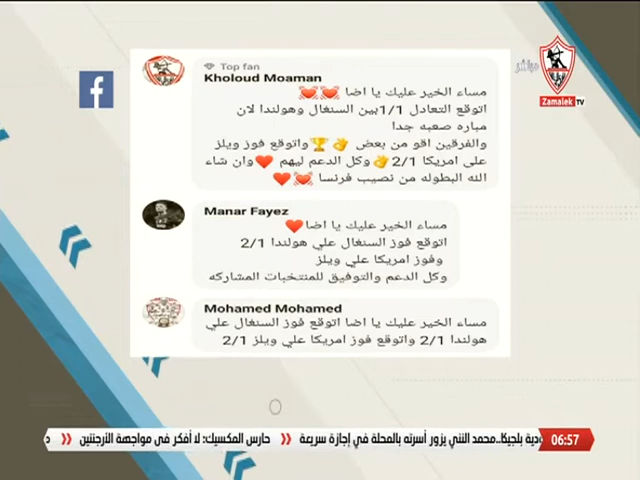 مباشر
Zamalek TV
Top fan
Kholoud Moaman
مساء الخير عليك يا اضا 💓💓
اتوقع التعادل 1/1بين السنغال وهولندا لان
مباره صعبه جدا
والفرقين اقو من بعض 👌🏆واتوقع فوز ويلز
علي امريكا 2/1👌وكل الدعم ليهم ❤️وان شاء
الله البطوله من نصيب فرنسا 💓❤️
Manar Fayez
مساء الخير عليك يا اضا❤️
اتوقع فوز السنغال علي هولندا 2/1
وفوز امريكا علي ويلز
وكل الدعم والتوفيق للمنتخبات المشاركه
Mohamed Mohamed
مساء الخير عليك يا اضا اتوقع فوز السنغال علي
هولندا 2/1 واتوقع فوز امريكا علي ويلز 2/1
06:57 ودية بلجيكا..محمد النني يزور أسرته بالمحلة في إجازة سريعة » حارس المكسيك: لا أفكر في مواجهة الأرجنتين »